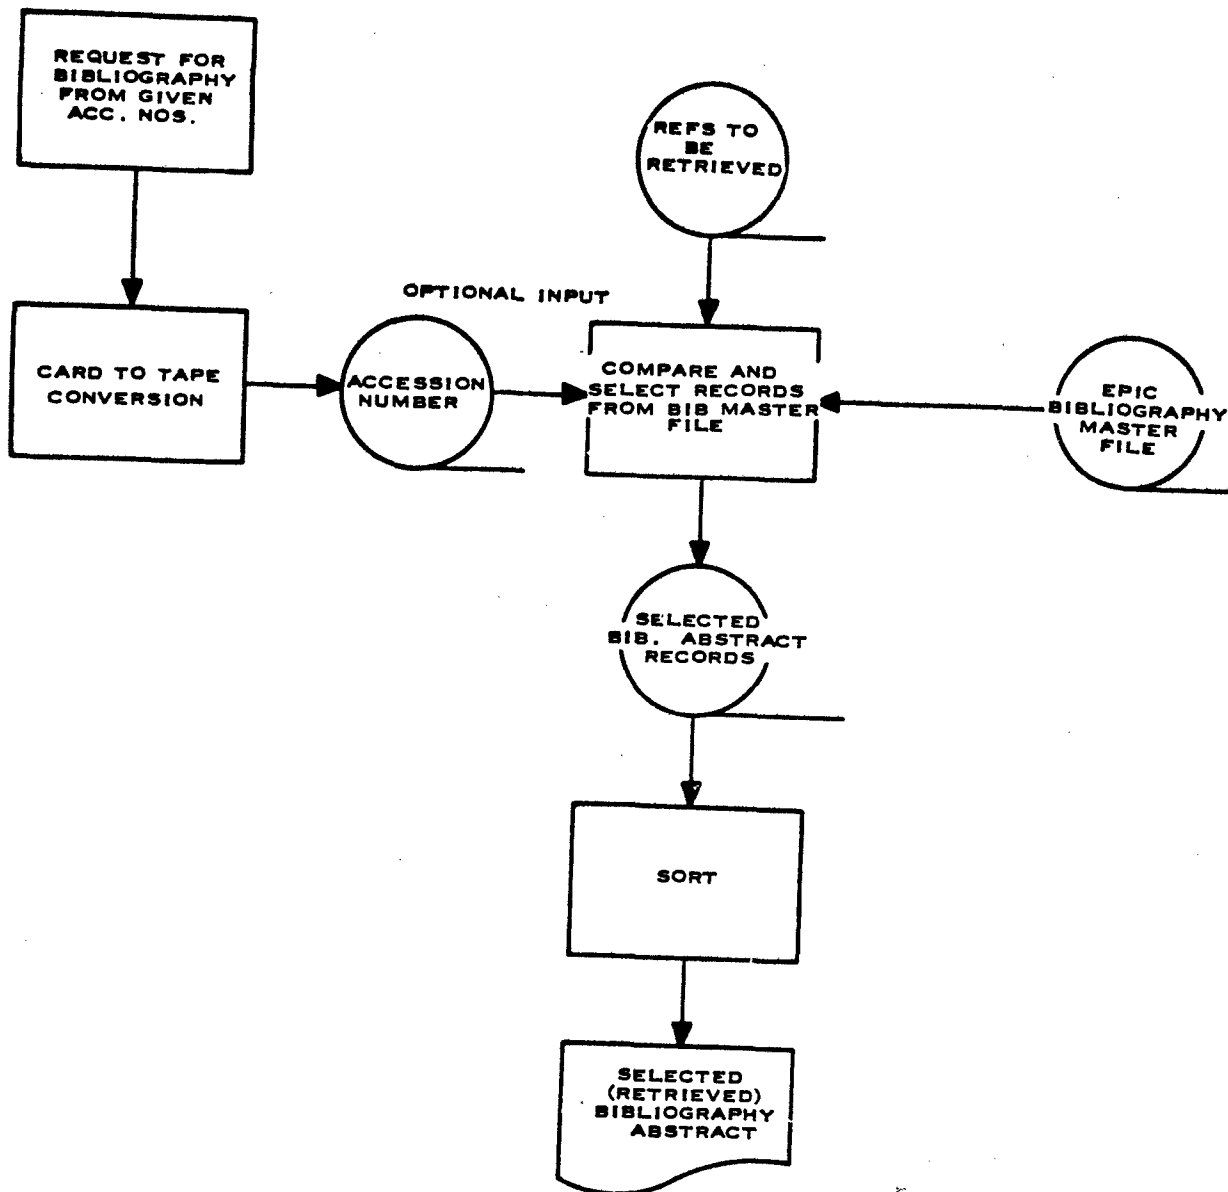 REQUEST FOR
BIBLIOGRAPHY
FROM GIVEN
ACC. NOS.
REFS TO
BE
RETRIEVED
OPTIONAL INPUT
CARD TO TAPE
CONVERSION
ACCESSION
NUMBER
COMPARE AND
SELECT RECORDS
FROM BIB MASTER
FILE
EPIC
BIBLIOGRAPHY
MASTER
FILE
SELECTED
BIB. ABSTRACT
RECORDS
SORT
SELECTED
(RETRIEVED)
BIBLIOGRAPHY
ABSTRACT